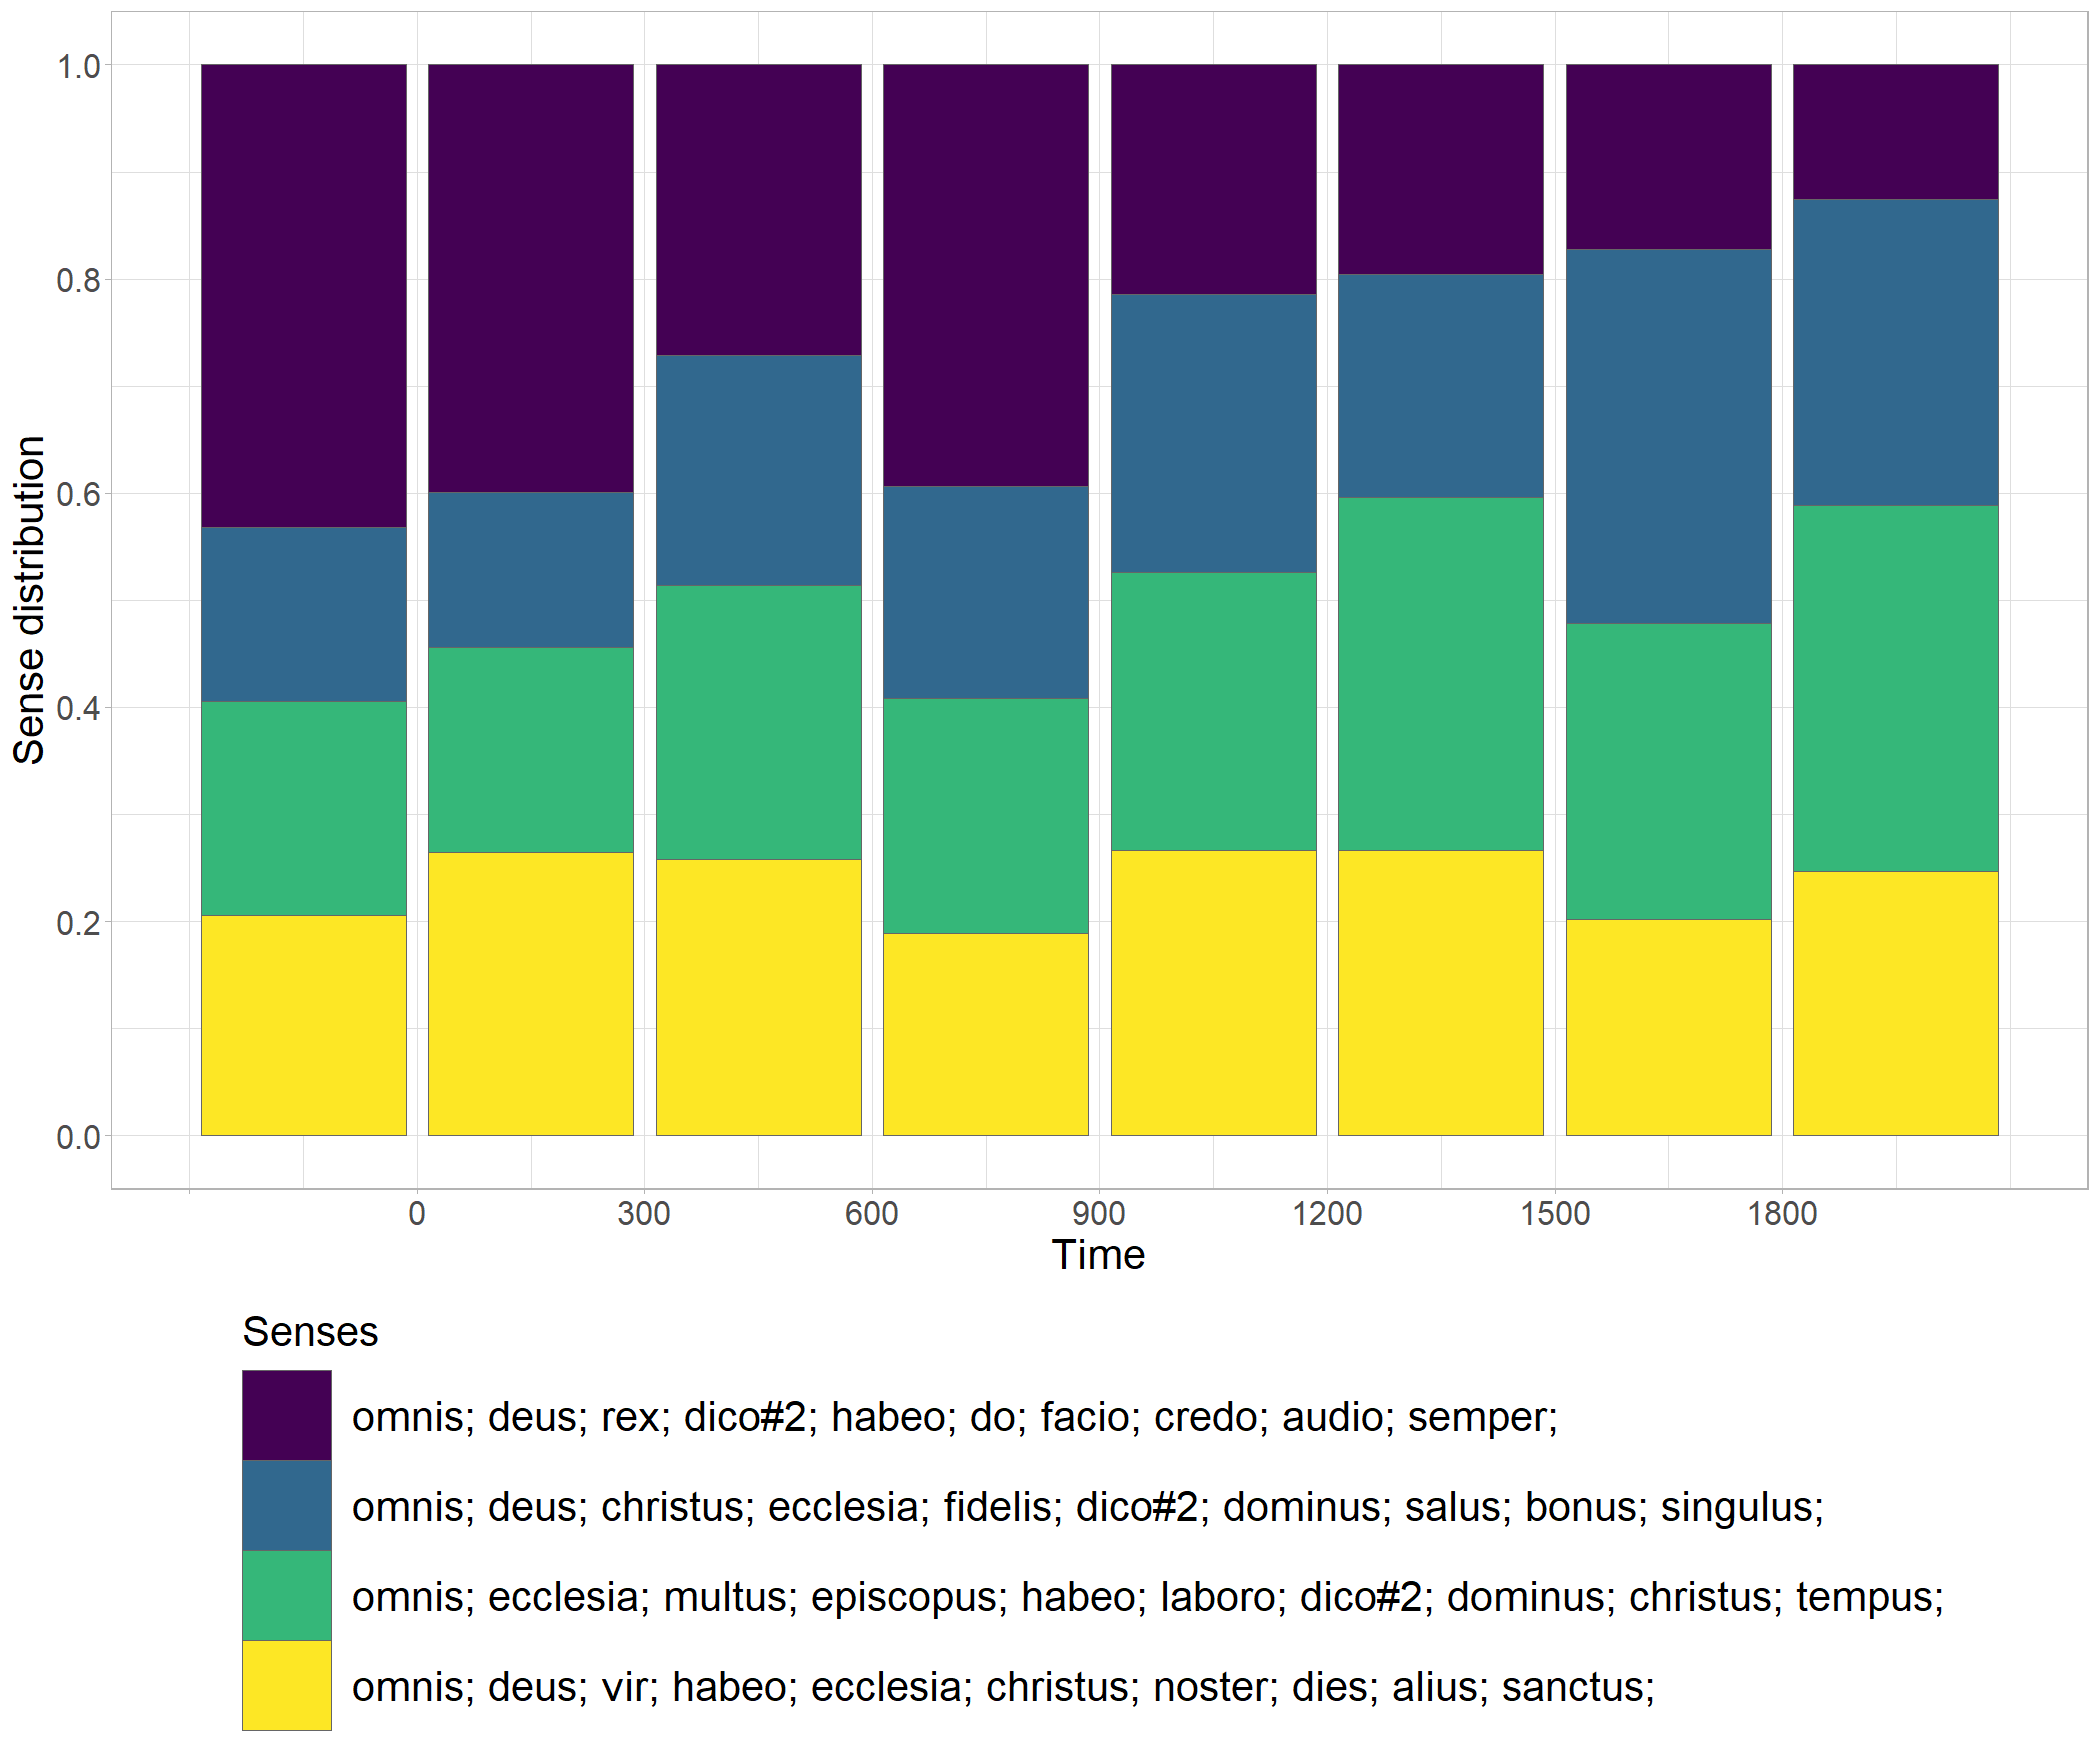 1.0
0.8
0.6
0.4
0.2
0.0
Sense distribution
0 300 600 900 1200 1500 1800
Time
Senses
omnis; deus; rex; dico#2; habeo; do; facio; credo; audio; semper;
omnis; deus; christus; ecclesia; fidelis; dico#2; dominus; salus; bonus; singulus;
omnis; ecclesia; multus; episcopus; habeo; laboro; dico#2; dominus; christus; tempus;
omnis; deus; vir; habeo; ecclesia; christus; noster; dies; alius; sanctus;